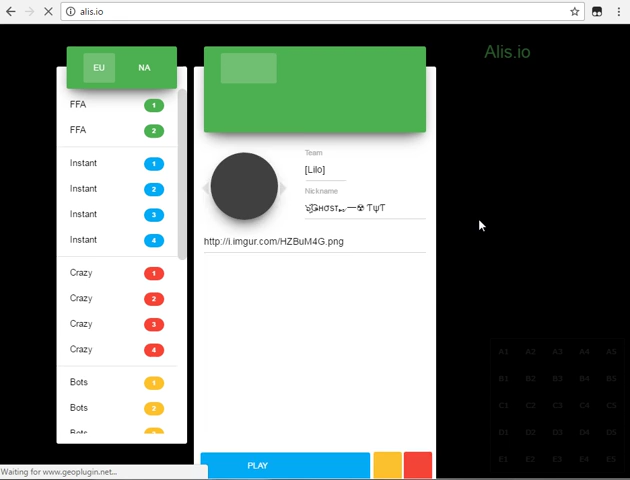 alis.io
Alis.io
EU NA
FFA 1
FFA 2
Instant 1
Instant 2
Instant 3
Instant 4
Crazy 1
Crazy 2
Crazy 3
Crazy 4
Bots 1
Bots 2
Team
[Lilo]
Nickname
http://i.imgur.com/HZBuM4G.png
PLAY
A1 A2 A3 A4 A5
B1 B2 B3 B4 B5
C1 C2 C3 C4 C5
D1 D2 D3 D4 D5
E1 E2 E3 E4 E5
Waiting for www.geoplugin.net...